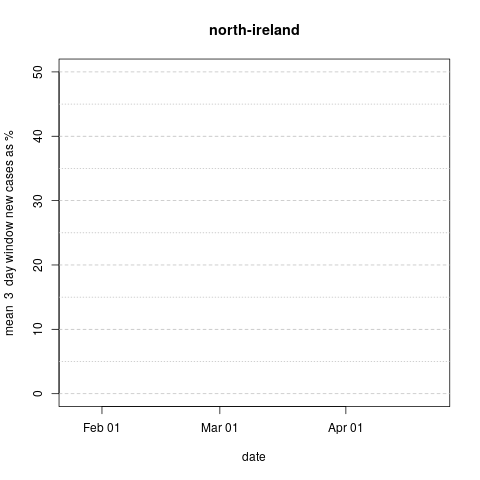 north-ireland
mean  3  day window new cases as %
50
40
30
20
10
0
Feb 01
Mar 01
Apr 01
date